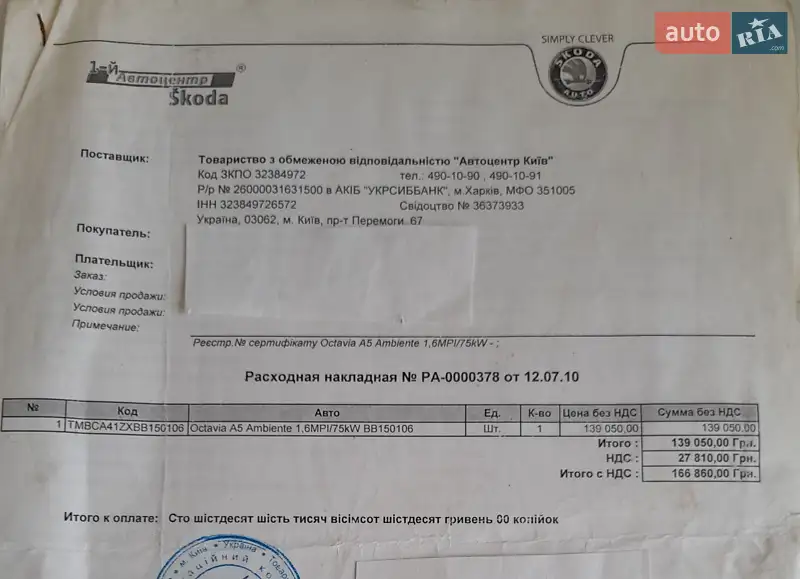 auto RIA.com
SIMPLY CLEVER
SKODA
AUTO
1-й Автоцентр ®
Škoda
Поставщик: Товариство з обмеженою відповідальністю "Автоцентр Київ"
Код ЗКПО 32384972 тел.: 490-10-90 , 490-10-91
Р/р № 26000031631500 в АКІБ "УКРСИББАНК", м.Харків, МФО 351005
ІНН 323849726572 Свідоцтво № 36373933
Україна, 03062, м. Київ, пр-т Перемоги 67
Покупатель:
Плательщик:
Заказ:
Условия продажи:
Условия продажи:
Примечание:
Реєстр.№ сертифікату Octavia A5 Ambiente 1,6MPI/75kW - ;
Расходная накладная № РА-0000378 от 12.07.10
№ Код Авто Ед. К-во Цена без НДС Сумма без НДС
1 TMBCA41ZXBB150106 Octavia A5 Ambiente 1,6MPI/75kW BB150106 Шт. 1 139 050,00 139 050,00
Итого : 139 050,00 Грн.
НДС : 27 810,00 Грн.
Итого с НДС : 166 860,00 Грн.
Итого к оплате: Сто шістдесят шість тисяч вісімсот шістдесят гривень 00 копійок
м. Київ * Україна * Товар